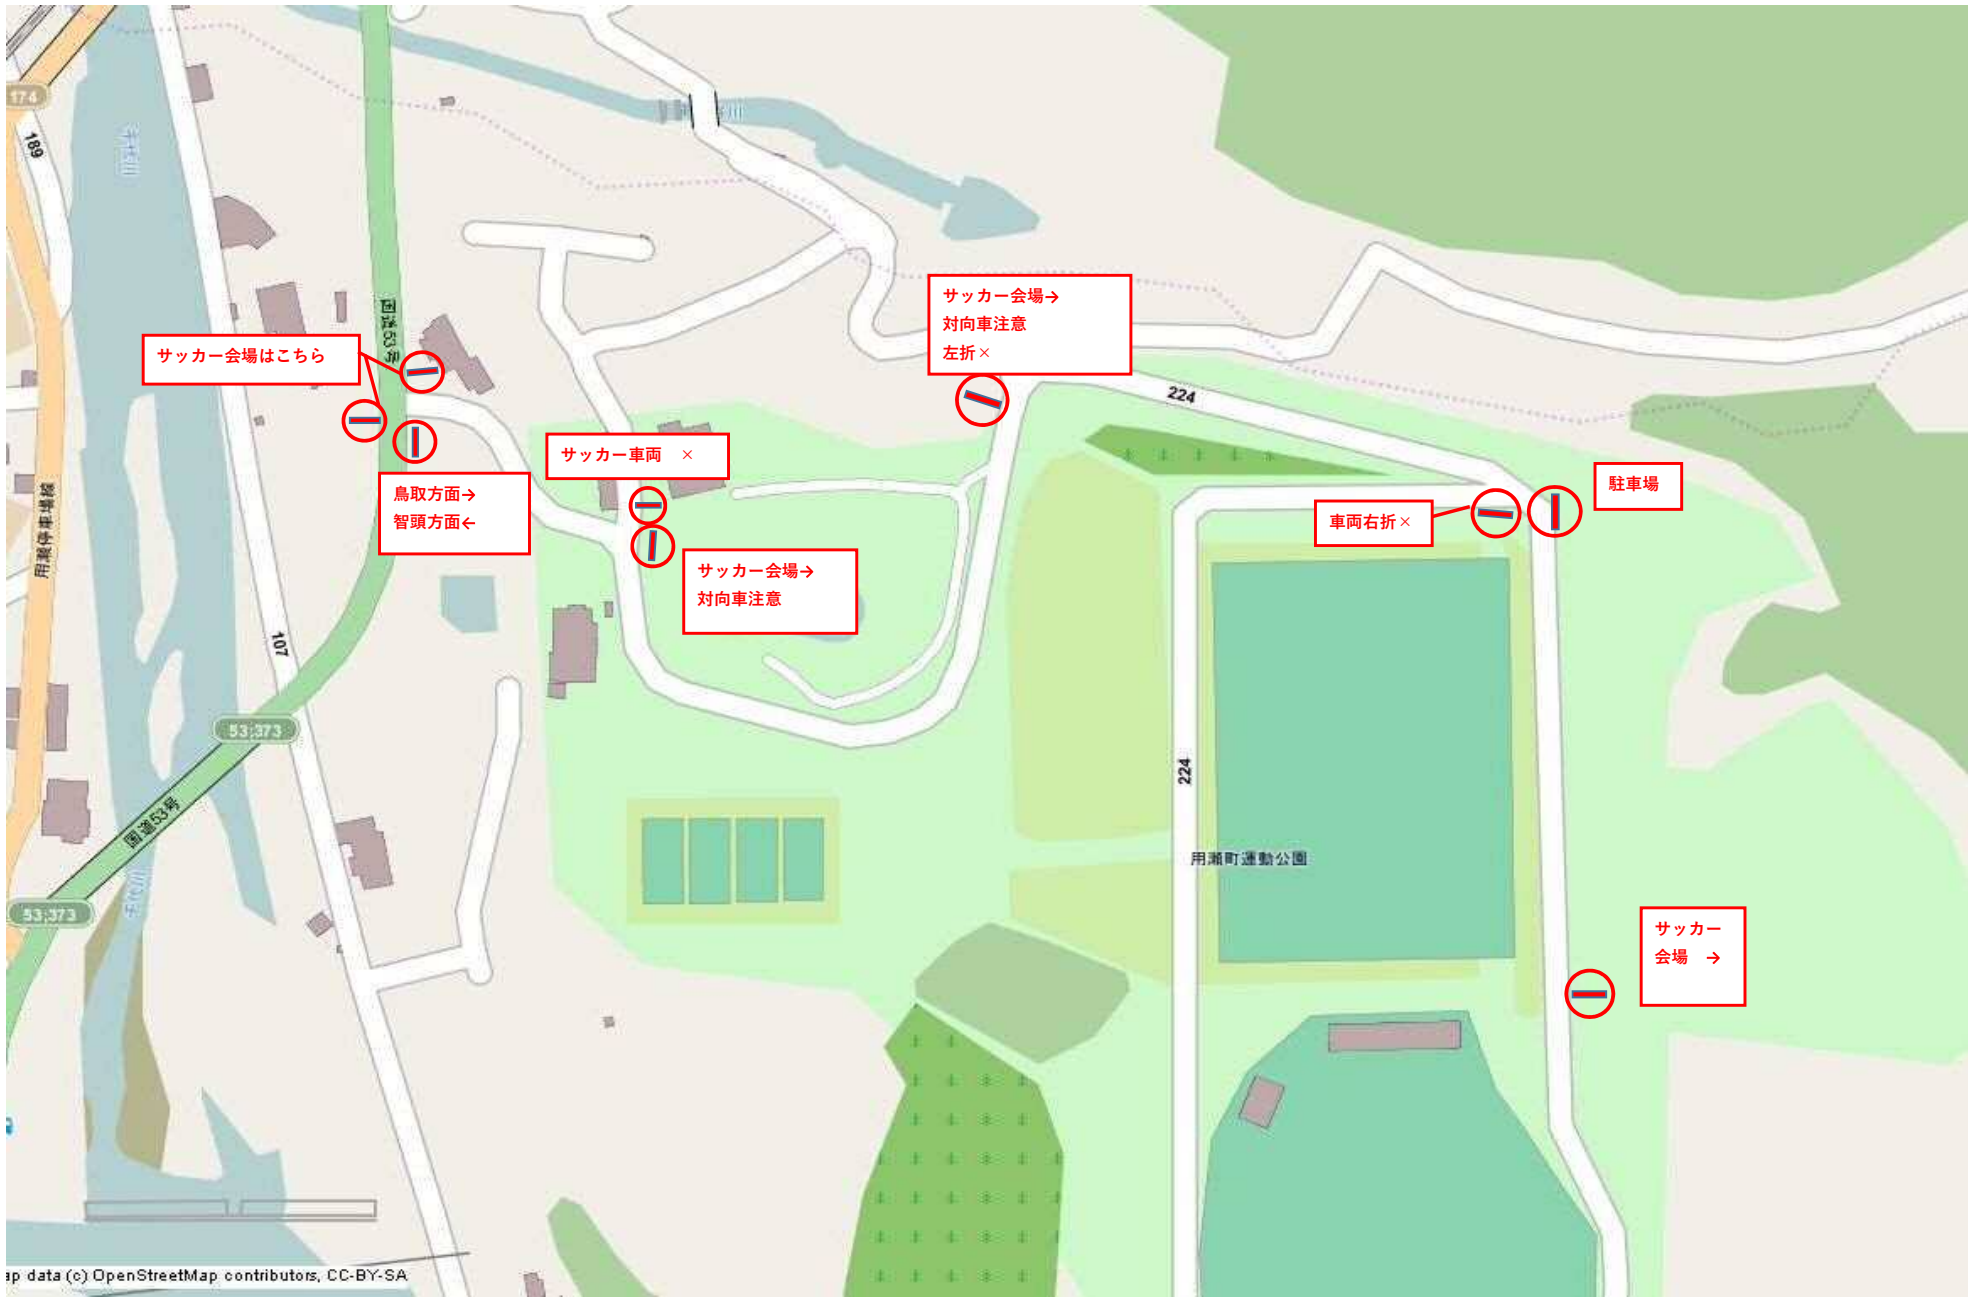 174
189
千代川
川
国道53号
サッカー会場→
対向車注意
左折×
サッカー会場はこちら
224
サッカー車両　×
鳥取方面→
智頭方面←
駐車場
車両右折×
用瀬停車場線
サッカー会場→
対向車注意
107
53;373
224
国道53号
用瀬町運動公園
千代川
53;373
サッカー
会場　→
ap data (c) OpenStreetMap contributors, CC-BY-SA